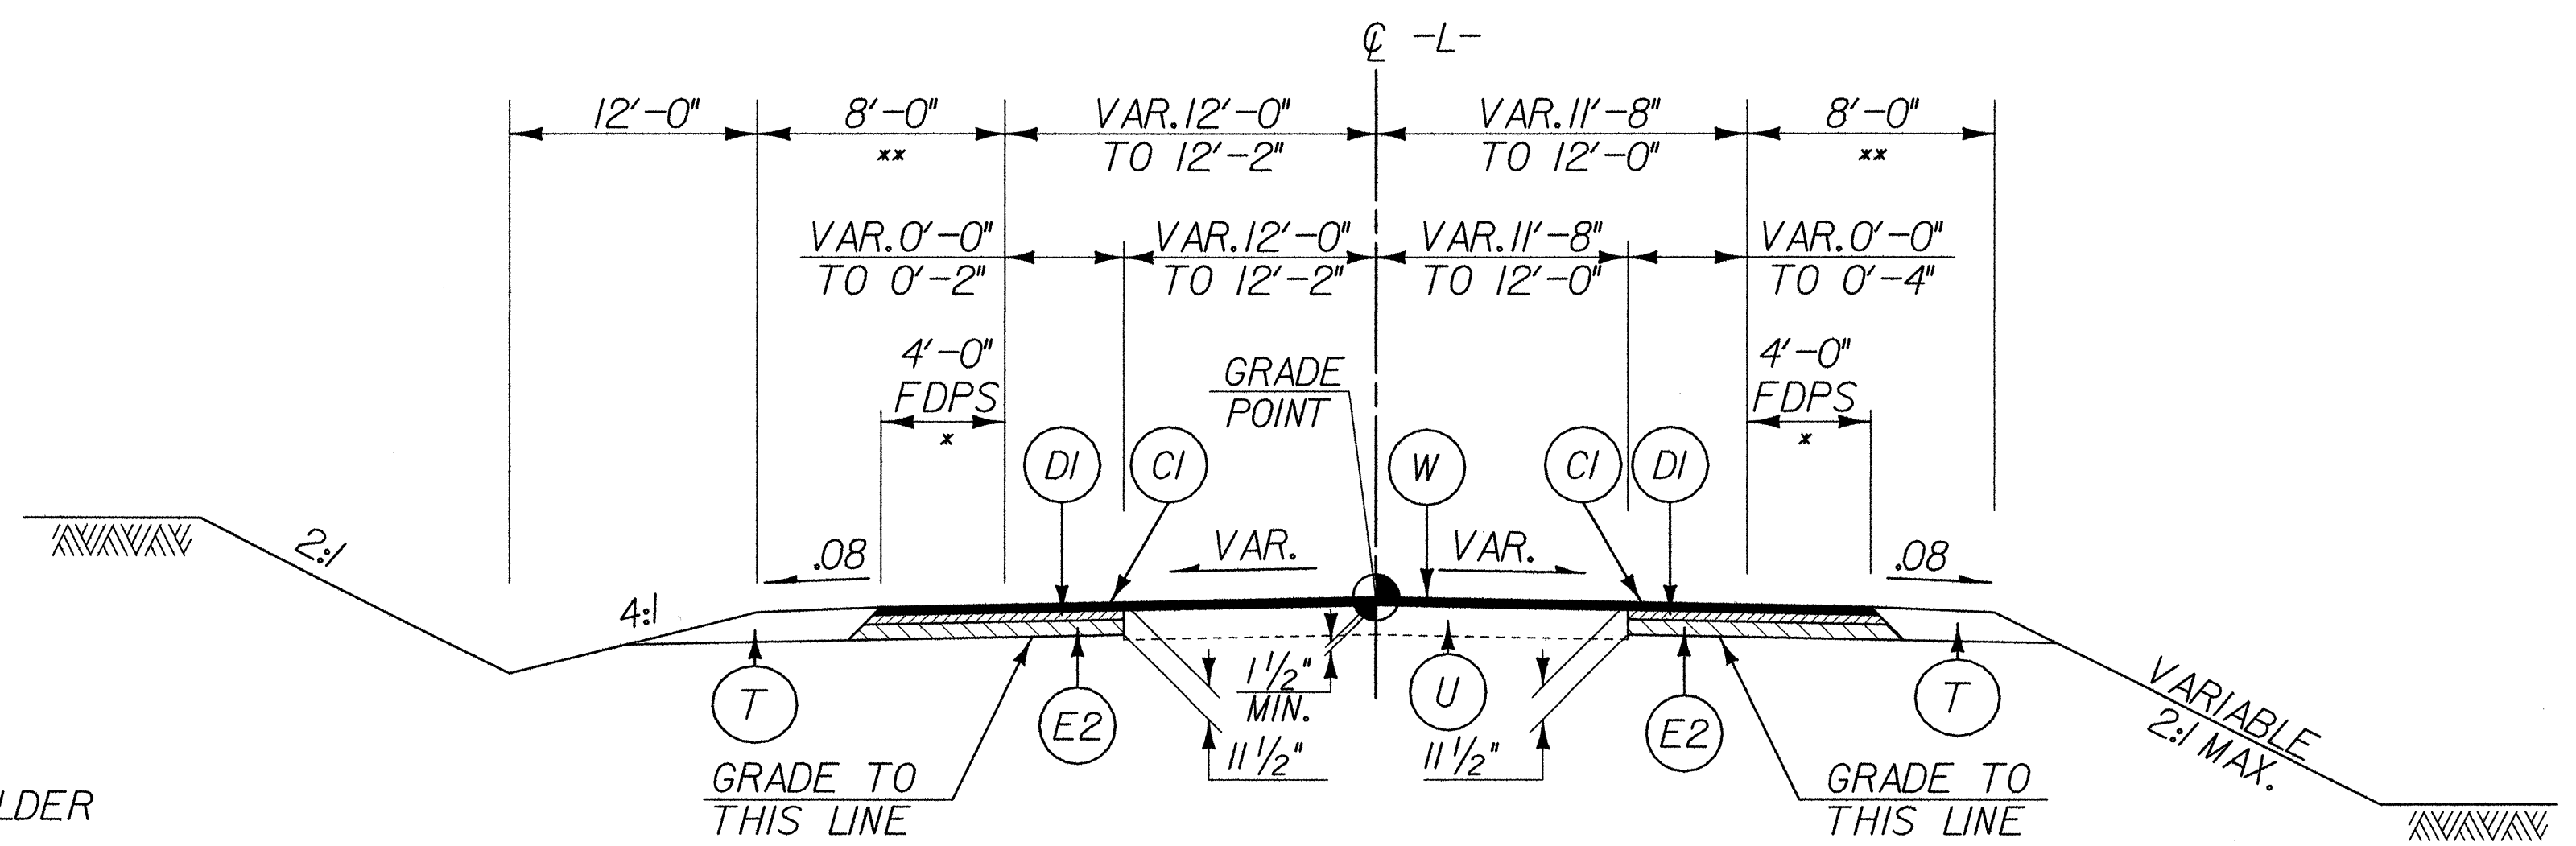 ℄ -L-
12'-0" 8'-0" VAR. 12'-0" VAR. 11'-8" 8'-0"
** TO 12'-2" TO 12'-0" **
VAR. 0'-0" VAR. 12'-0" VAR. 11'-8" VAR. 0'-0"
TO 0'-2" TO 12'-2" TO 12'-0" TO 0'-4"
4'-0" GRADE 4'-0"
FDPS POINT FDPS
* *
D1 C1 W C1 D1
2:1 .08 VAR. VAR. .08
4:1
T E2 1 1/2" U E2 T
MIN.
11 1/2" 11 1/2"
VARIABLE
2:1 MAX.
GRADE TO GRADE TO
THIS LINE THIS LINE
LDER